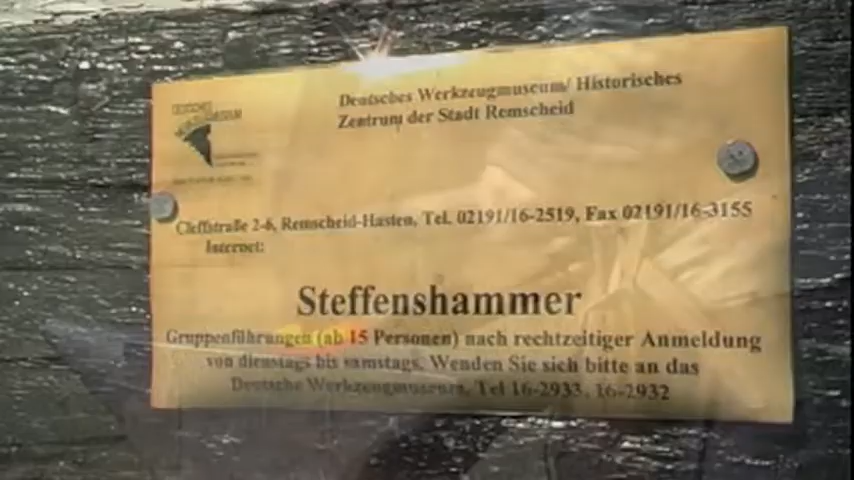 DEUTSCHES
WERKZEUGMUSEUM
Deutsches Werkzeugmuseum/ Historisches
Zentrum der Stadt Remscheid
Cleffstraße 2-6, Remscheid-Hasten, Tel. 02191/16-2519, Fax 02191/16-3155
Internet:
Steffenshammer
Gruppenführungen (ab 15 Personen) nach rechtzeitiger Anmeldung
von dienstags bis samstags. Wenden Sie sich bitte an das
Deutsche Werkzeugmuseum, Tel 16-2933, 16-2932